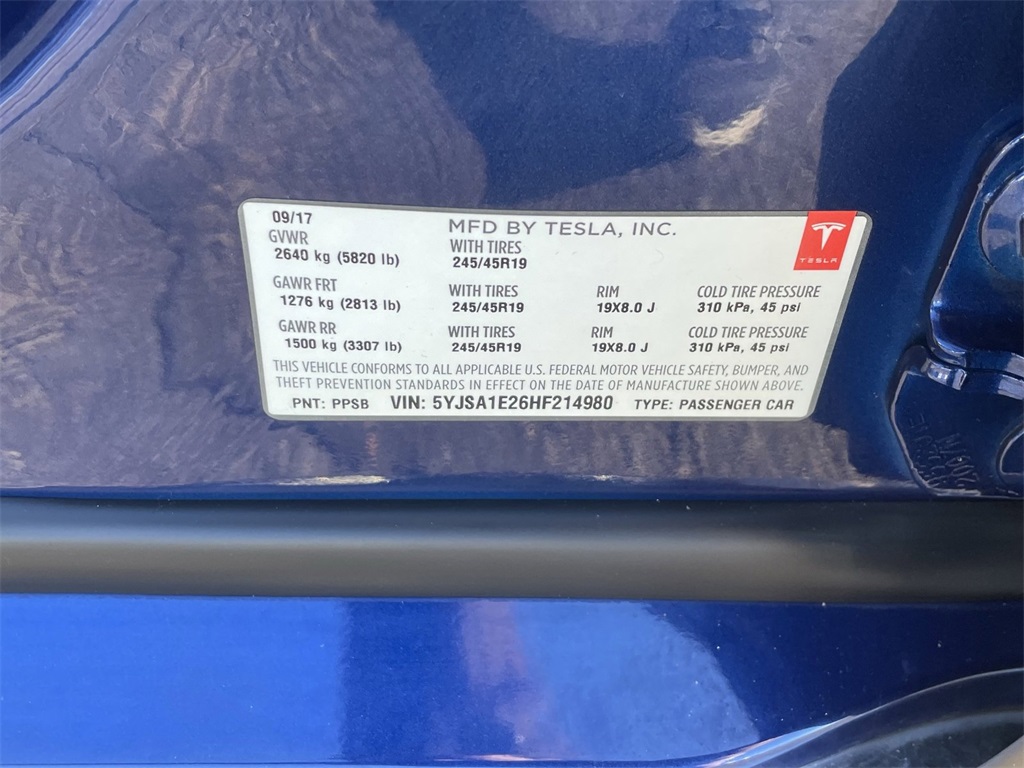 09/17 MFD BY TESLA, INC.
GVWR WITH TIRES
2640 kg (5820 lb) 245/45R19
TESLA
GAWR FRT WITH TIRES RIM COLD TIRE PRESSURE
1276 kg (2813 lb) 245/45R19 19X8.0 J 310 kPa, 45 psi
GAWR RR WITH TIRES RIM COLD TIRE PRESSURE
1500 kg (3307 lb) 245/45R19 19X8.0 J 310 kPa, 45 psi
THIS VEHICLE CONFORMS TO ALL APPLICABLE U.S. FEDERAL MOTOR VEHICLE SAFETY, BUMPER, AND
THEFT PREVENTION STANDARDS IN EFFECT ON THE DATE OF MANUFACTURE SHOWN ABOVE.
PNT: PPSB VIN: 5YJSA1E26HF214980 TYPE: PASSENGER CAR